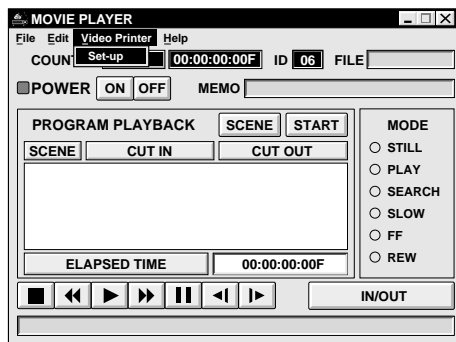 MOVIE PLAYER
File Edit Video Printer Help
COUN 00:00:00:00F ID 06 FILE
Set-up
POWER ON OFF MEMO
PROGRAM PLAYBACK SCENE START
SCENE CUT IN CUT OUT
ELAPSED TIME 00:00:00:00F
MODE
STILL
PLAY
SEARCH
SLOW
FF
REW
IN/OUT